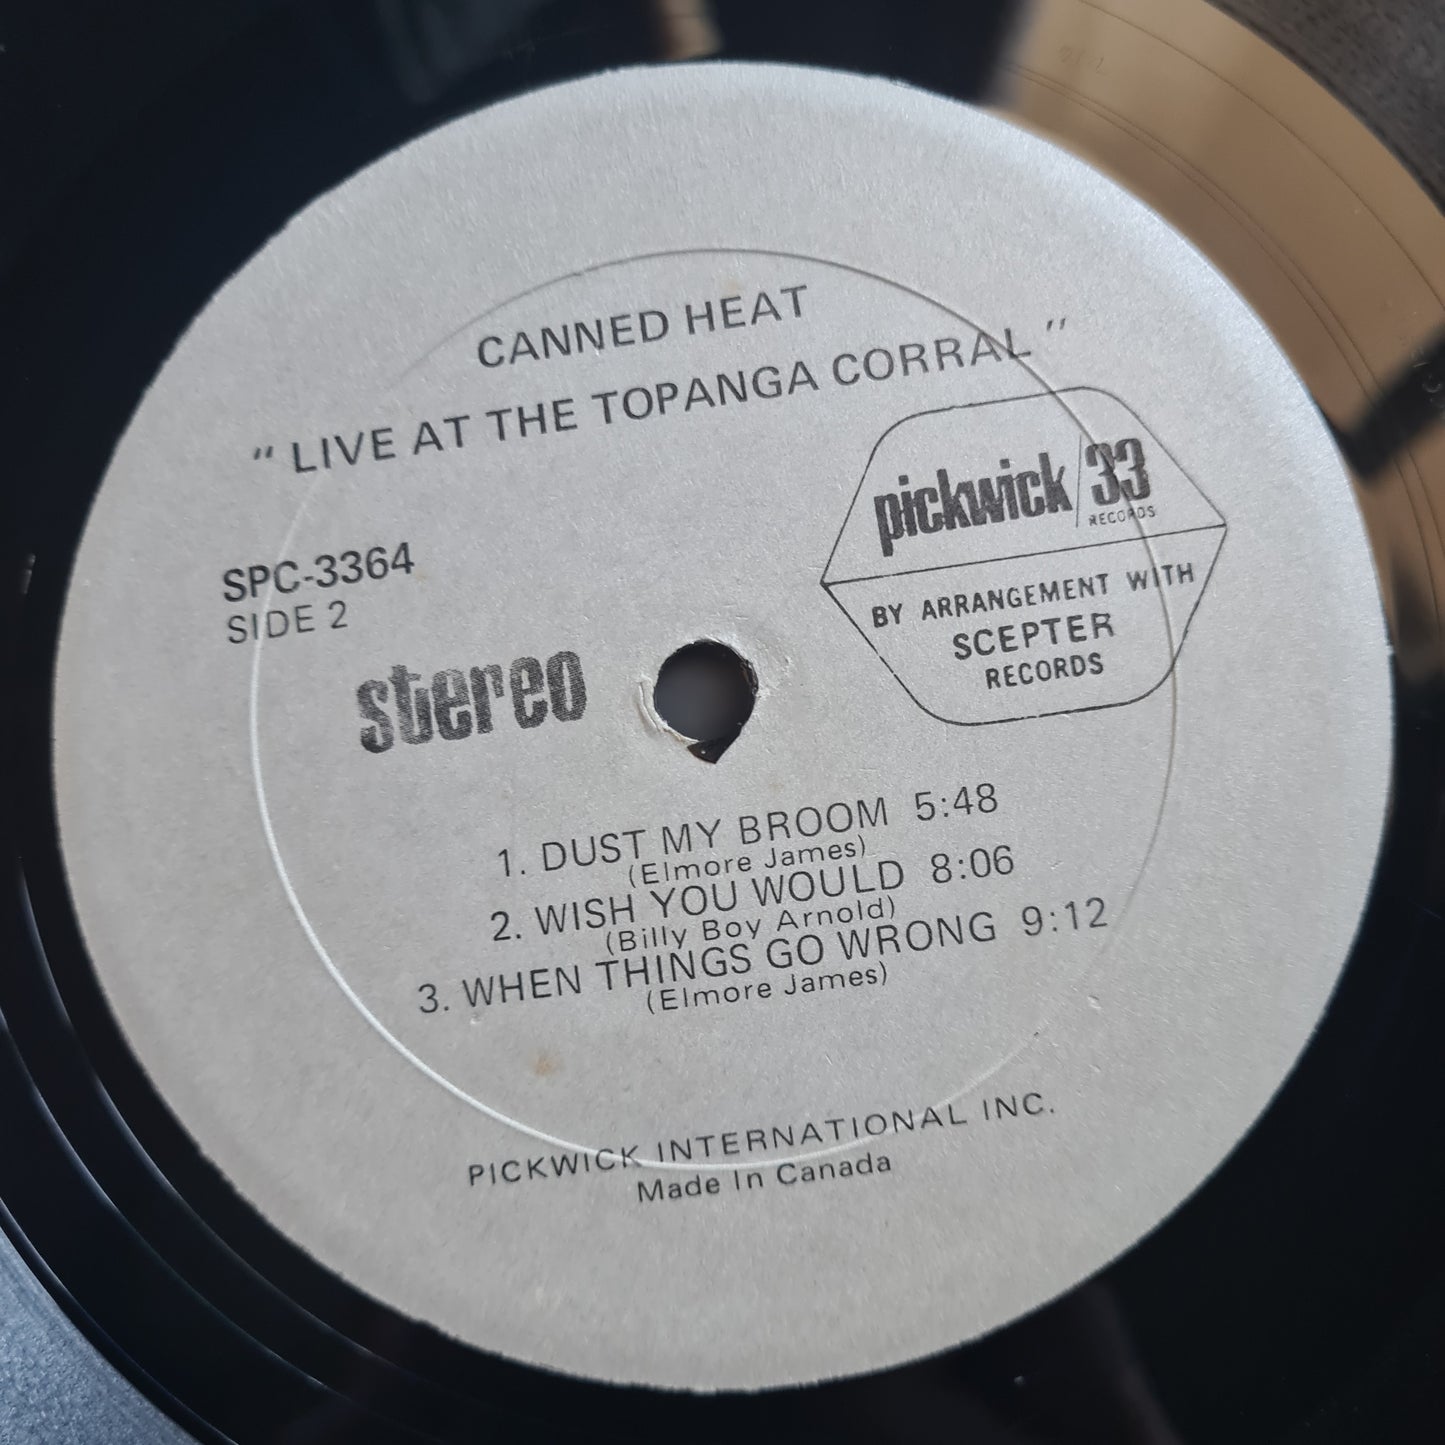 CANNED HEAT
" LIVE AT THE TOPANGA CORRAL "
pickwick/33
RECORDS
BY ARRANGEMENT WITH
SCEPTER
RECORDS
SPC-3364
SIDE 2
stereo
1. DUST MY BROOM 5:48
(Elmore James)
2. WISH YOU WOULD 8:06
(Billy Boy Arnold)
3. WHEN THINGS GO WRONG 9:12
(Elmore James)
PICKWICK INTERNATIONAL INC.
Made In Canada